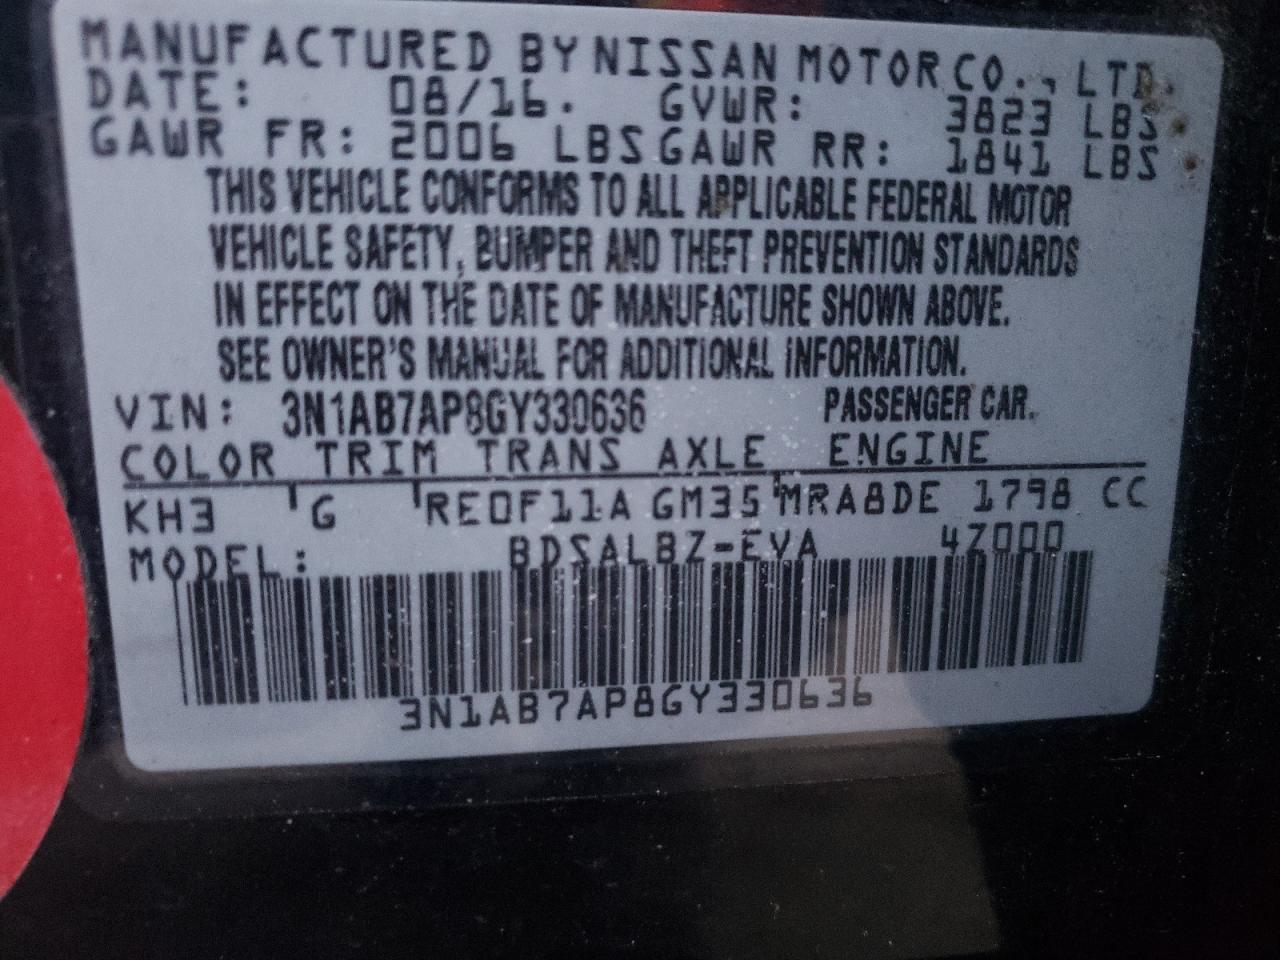 MANUFACTURED BY NISSAN MOTOR CO., LTD.
DATE: 08/16. GVWR: 3823 LBS
GAWR FR: 2006 LBS GAWR RR: 1841 LBS
THIS VEHICLE CONFORMS TO ALL APPLICABLE FEDERAL MOTOR
VEHICLE SAFETY, BUMPER AND THEFT PREVENTION STANDARDS
IN EFFECT ON THE DATE OF MANUFACTURE SHOWN ABOVE.
SEE OWNER'S MANUAL FOR ADDITIONAL INFORMATION.
VIN: 3N1AB7AP8GY330636 PASSENGER CAR.
COLOR TRIM TRANS AXLE ENGINE
KH3 G RE0F11A GM35 MRA8DE 1798 CC
MODEL: BDSALBZ-EVA 4Z000
3N1AB7AP8GY330636